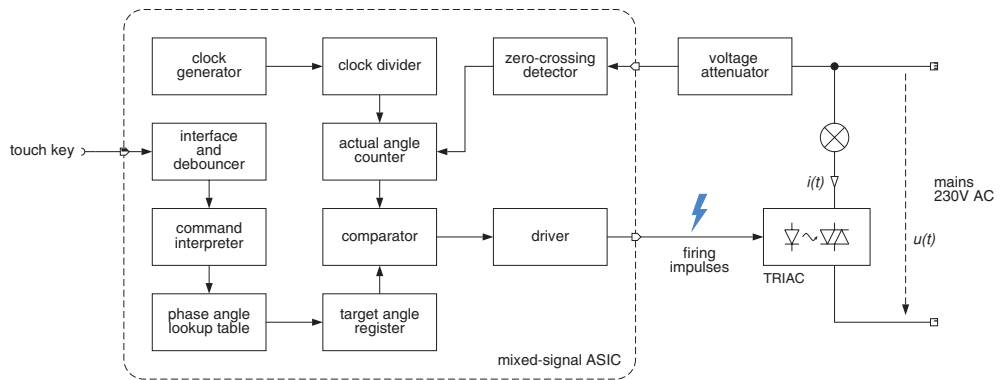 clock
generator
clock divider
zero-crossing
detector
voltage
attenuator
touch key
interface
and
debouncer
actual angle
counter
i(t)
mains
230V AC
command
interpreter
comparator
driver
firing
impulses
u(t)
TRIAC
phase angle
lookup table
target angle
register
mixed-signal ASIC